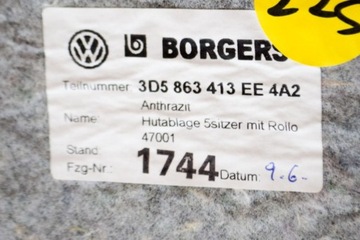 225
BORGERS
Teilnummer 3D5 863 413 EE 4A2
Anthrazit
Name: Hutablage 5sitzer mit Rollo
47001
Stand
Fzg-Nr.: 1744 Datum: 9.6-